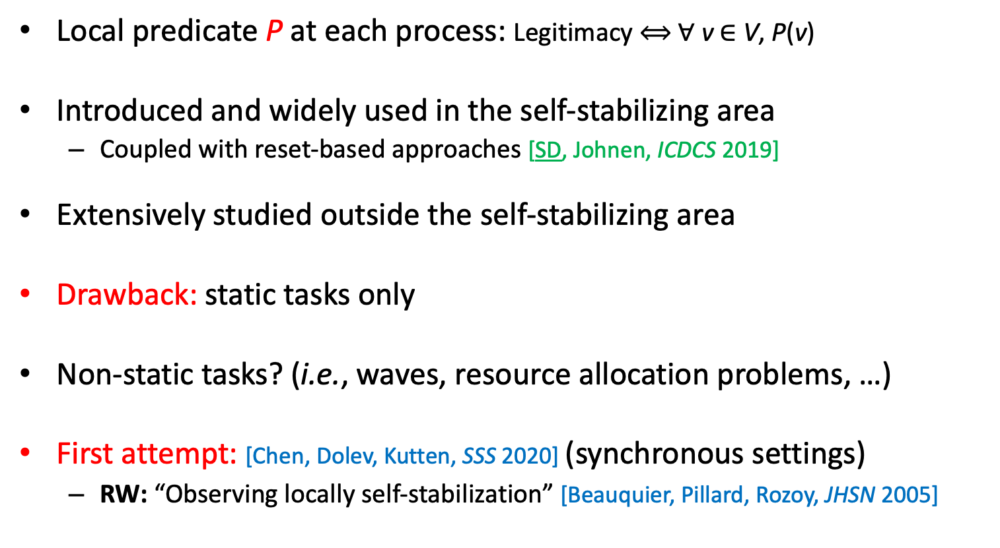 • Local predicate P at each process: Legitimacy ⟺ ∀ v ∈ V, P(v)
• Introduced and widely used in the self-stabilizing area
– Coupled with reset-based approaches [SD, Johnen, ICDCS 2019]
• Extensively studied outside the self-stabilizing area
• Drawback: static tasks only
• Non-static tasks? (i.e., waves, resource allocation problems, …)
• First attempt: [Chen, Dolev, Kutten, SSS 2020] (synchronous settings)
– RW: “Observing locally self-stabilization” [Beauquier, Pillard, Rozoy, JHSN 2005]